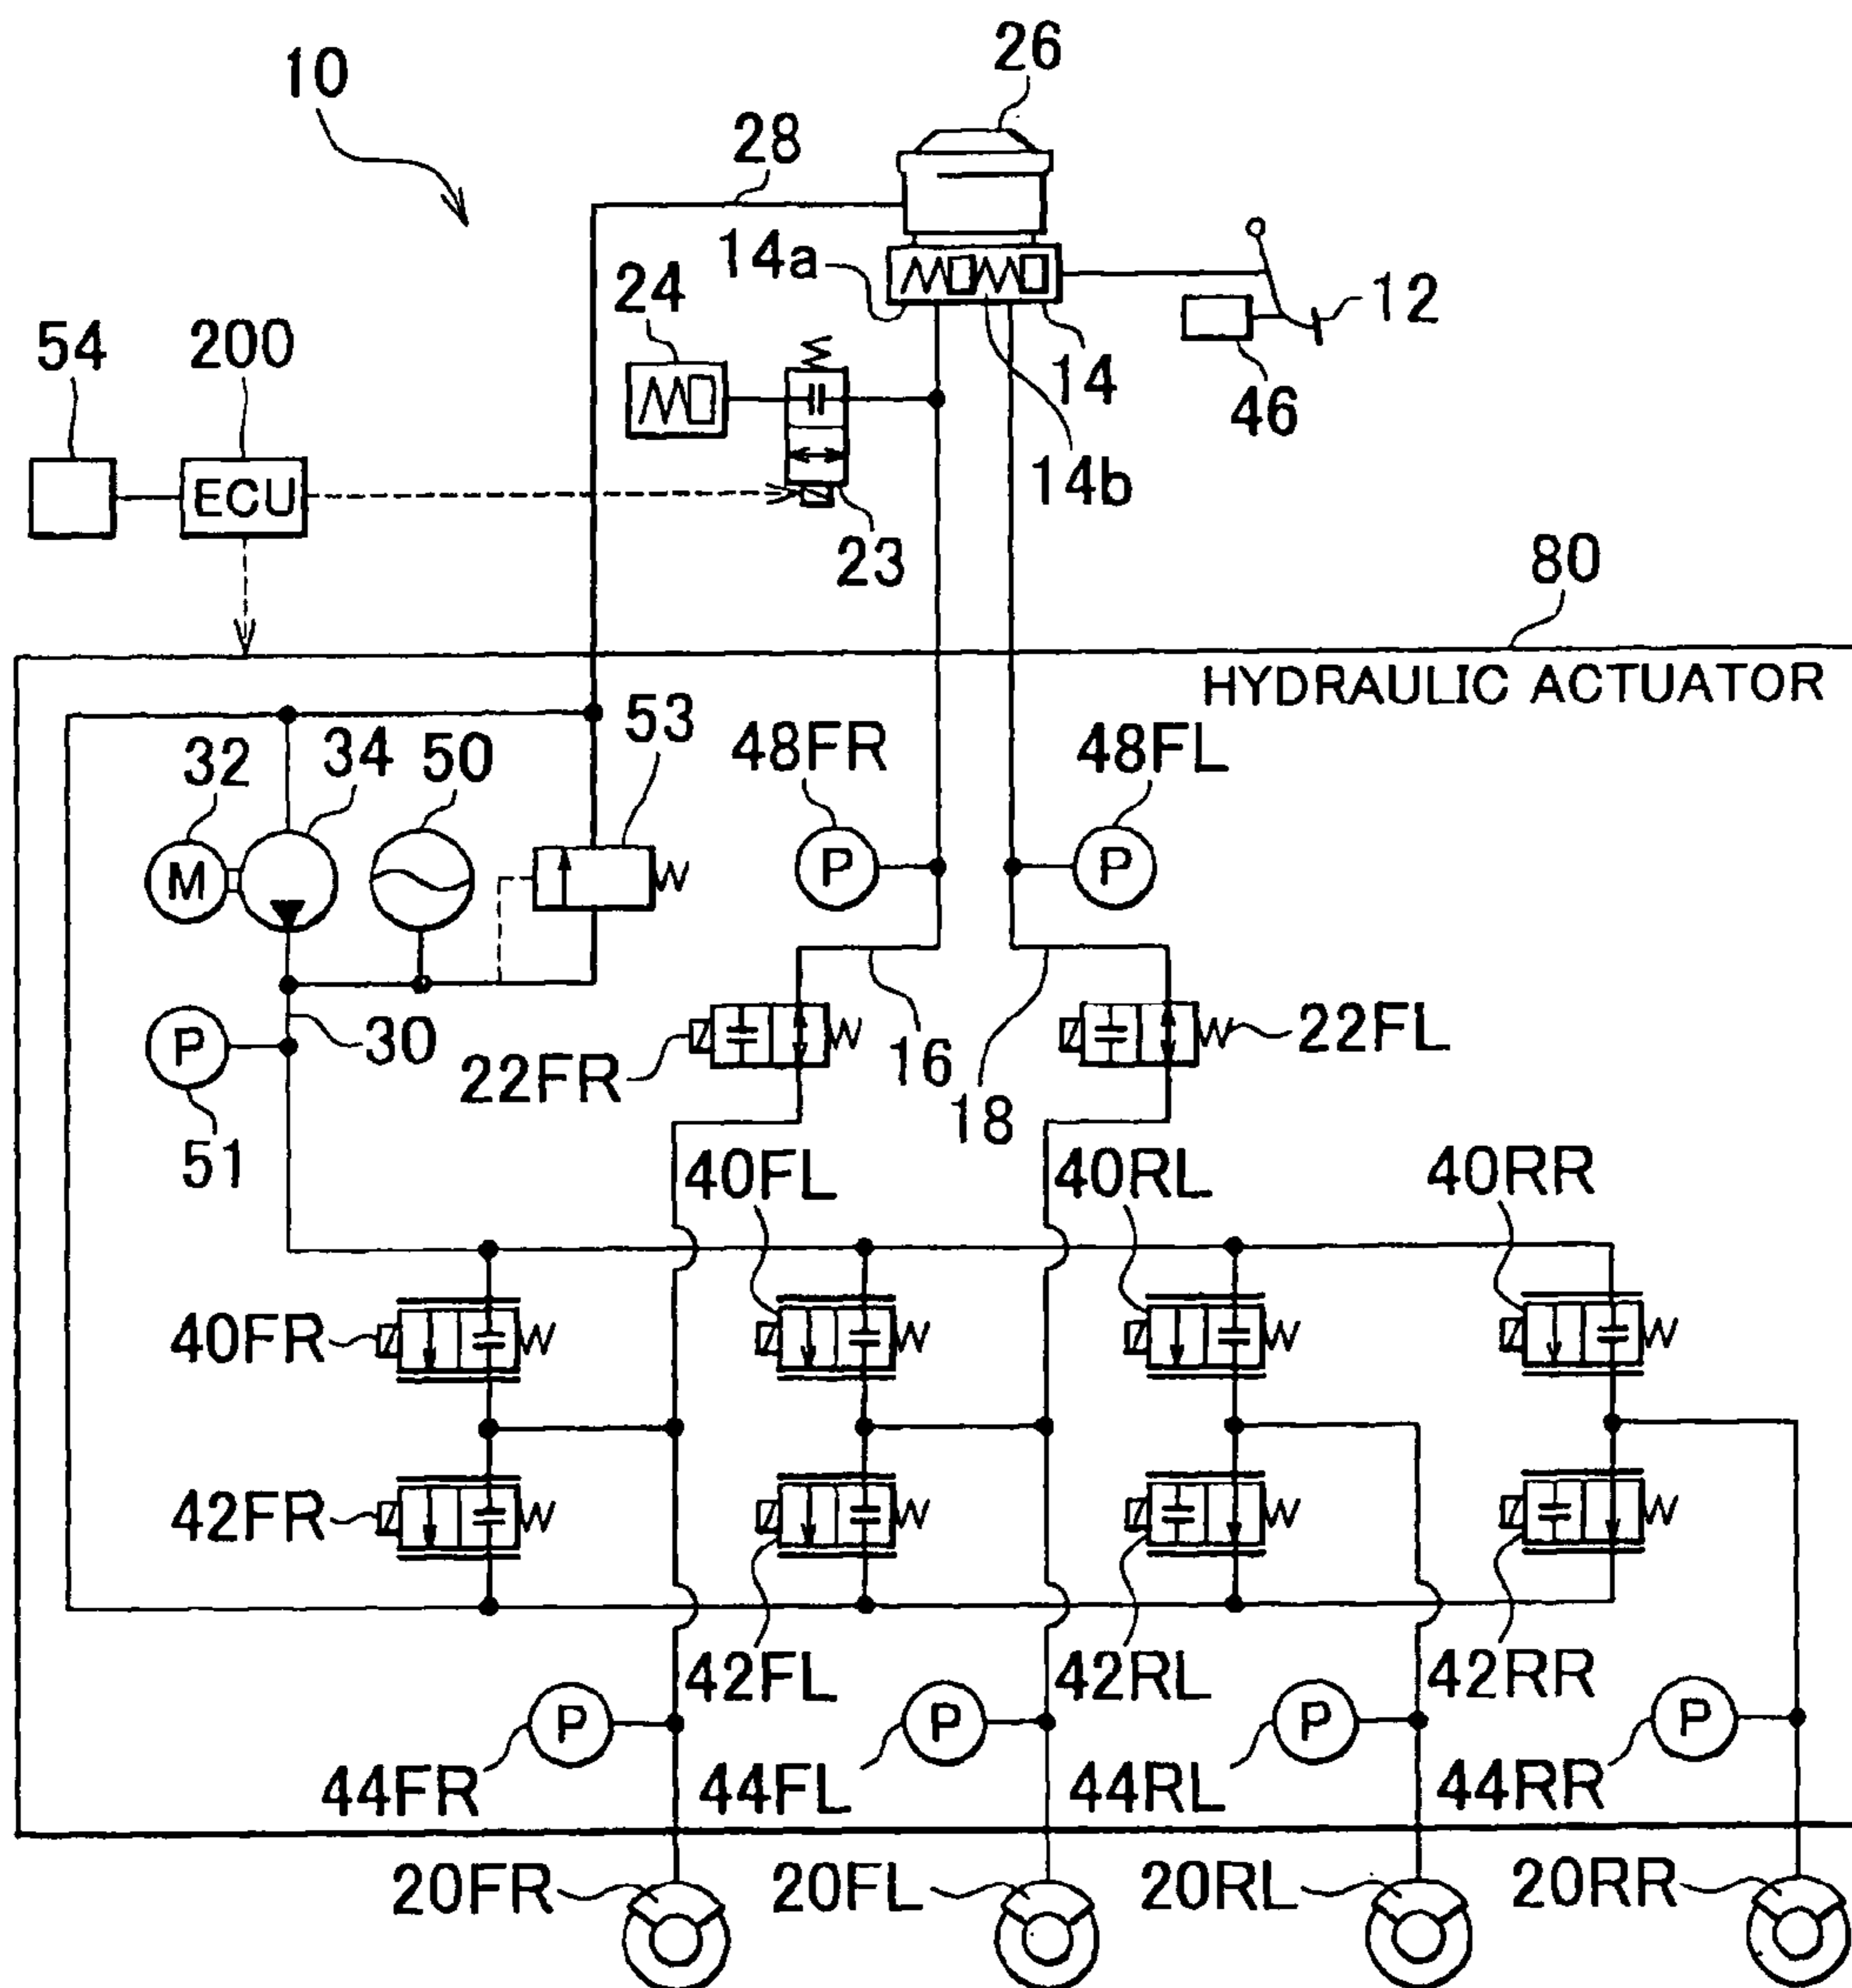 10
26
28
14a
24
12
54
200
14
46
ECU
14b
23
80
HYDRAULIC ACTUATOR
53
48FR
48FL
32
34
50
M
P
P
P
30
22FR
16
22FL
18
51
40FL
40RL
40RR
40FR
42FR
42FL
42RL
42RR
P
P
P
P
44FR
44FL
44RL
44RR
20FR
20FL
20RL
20RR